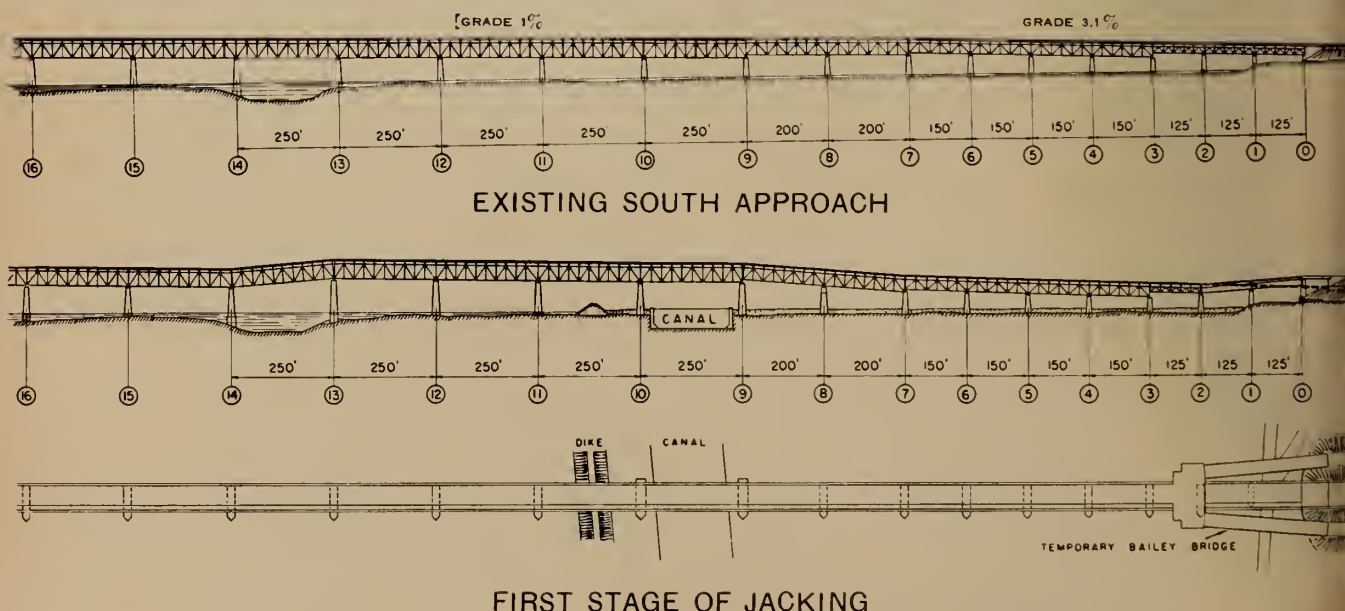 [GRADE 1% GRADE 3.1%
250' 250' 250' 250' 250' 200' 200' 150' 150' 150' 150' 125' 125' 125'
16 15 14 13 12 11 10 9 8 7 6 5 4 3 2 1 0
EXISTING SOUTH APPROACH
CANAL
250' 250' 250' 250' 250' 200' 200' 150' 150' 150' 150' 125' 125 125'
16 15 14 13 12 11 10 9 8 7 6 5 4 3 2 1 0
DIKE CANAL
TEMPORARY BAILEY BRIDGE
FIRST STAGE OF JACKING